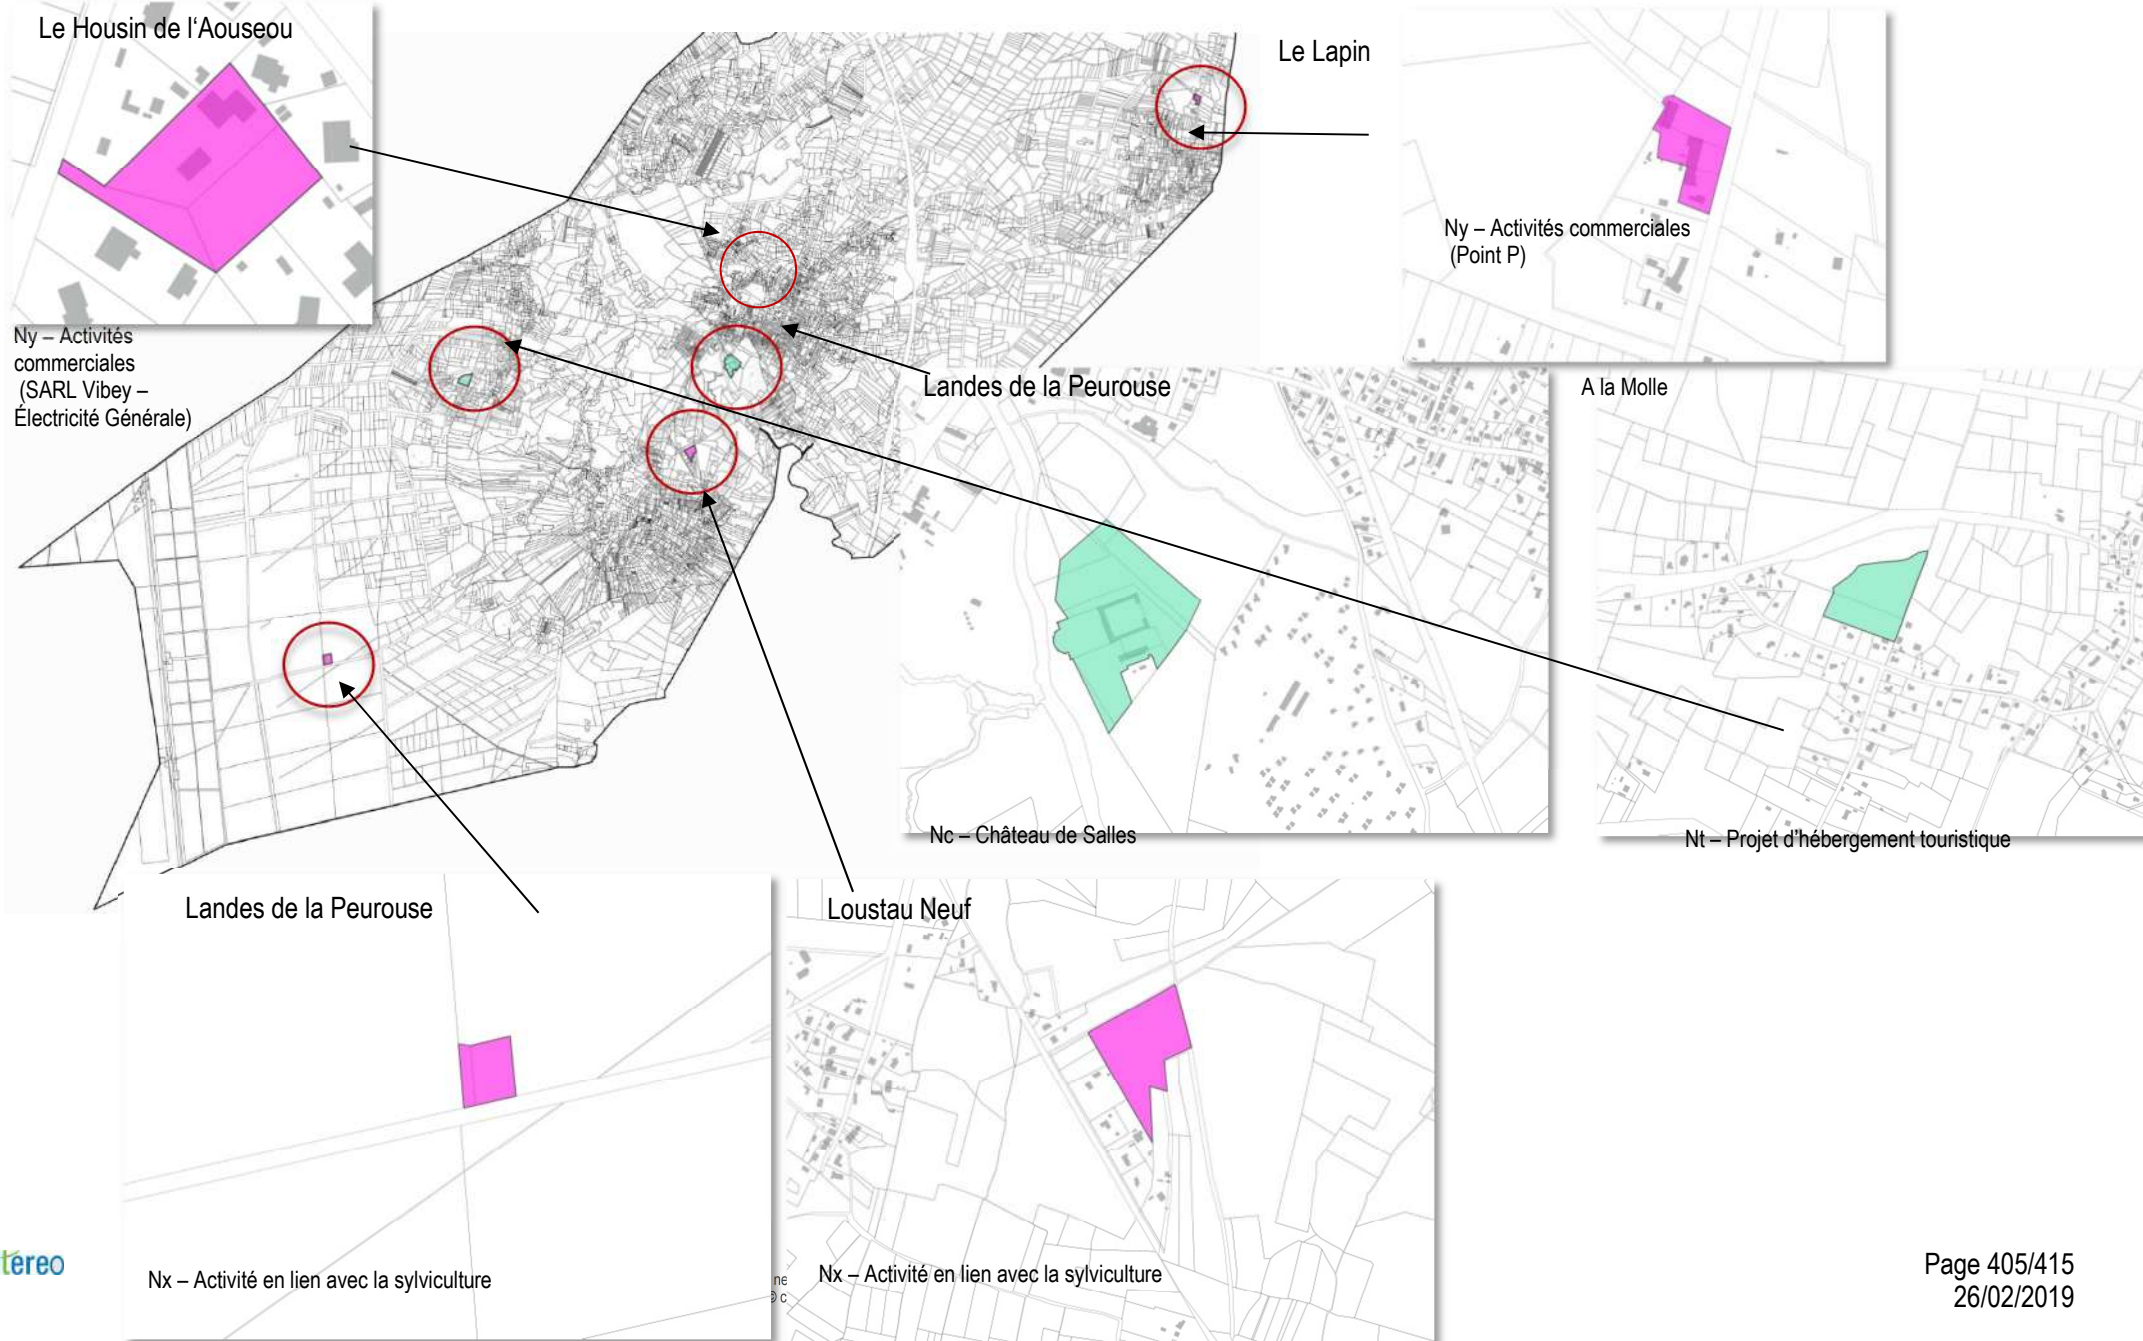 Le Housin de l'Aouseou
Le Lapin
Ny – Activités commerciales
(Point P)
Ny – Activités
commerciales
(SARL Vibey –
Électricité Générale)
Landes de la Peurouse
A la Molle
Nc – Château de Salles
Nt – Projet d'hébergement touristique
Landes de la Peurouse
Loustau Neuf
Nx – Activité en lien avec la sylviculture
ne
© c
Nx – Activité en lien avec la sylviculture
tereo
Page 405/415
26/02/2019